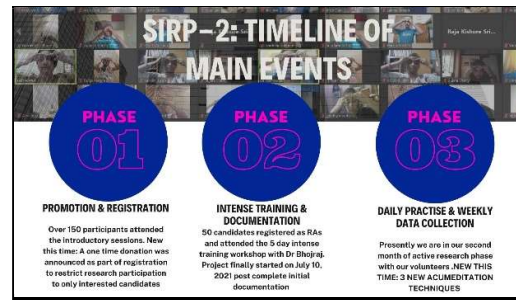 SIRP-2: TIMELINE OF
MAIN EVENTS
Raja Kishore Sri...
PHASE
01
PROMOTION & REGISTRATION
Over 150 participants attended
the introductory sessions. New
this time: A one time donation was
announced as part of registration
to restrict research participation
to only interested candidates
PHASE
02
INTENSE TRAINING &
DOCUMENTATION
50 candidates registered as RAs
and attended the 5 day intense
training workshop with Dr Bhojraj.
Project finally started on July 10,
2021 post complete initial
documentation
PHASE
03
DAILY PRACTISE & WEEKLY
DATA COLLECTION
Presently we are in our second
month of active research phase
with our volunteers .NEW THIS
TIME: 3 NEW ACUMEDITATION
TECHNIQUES